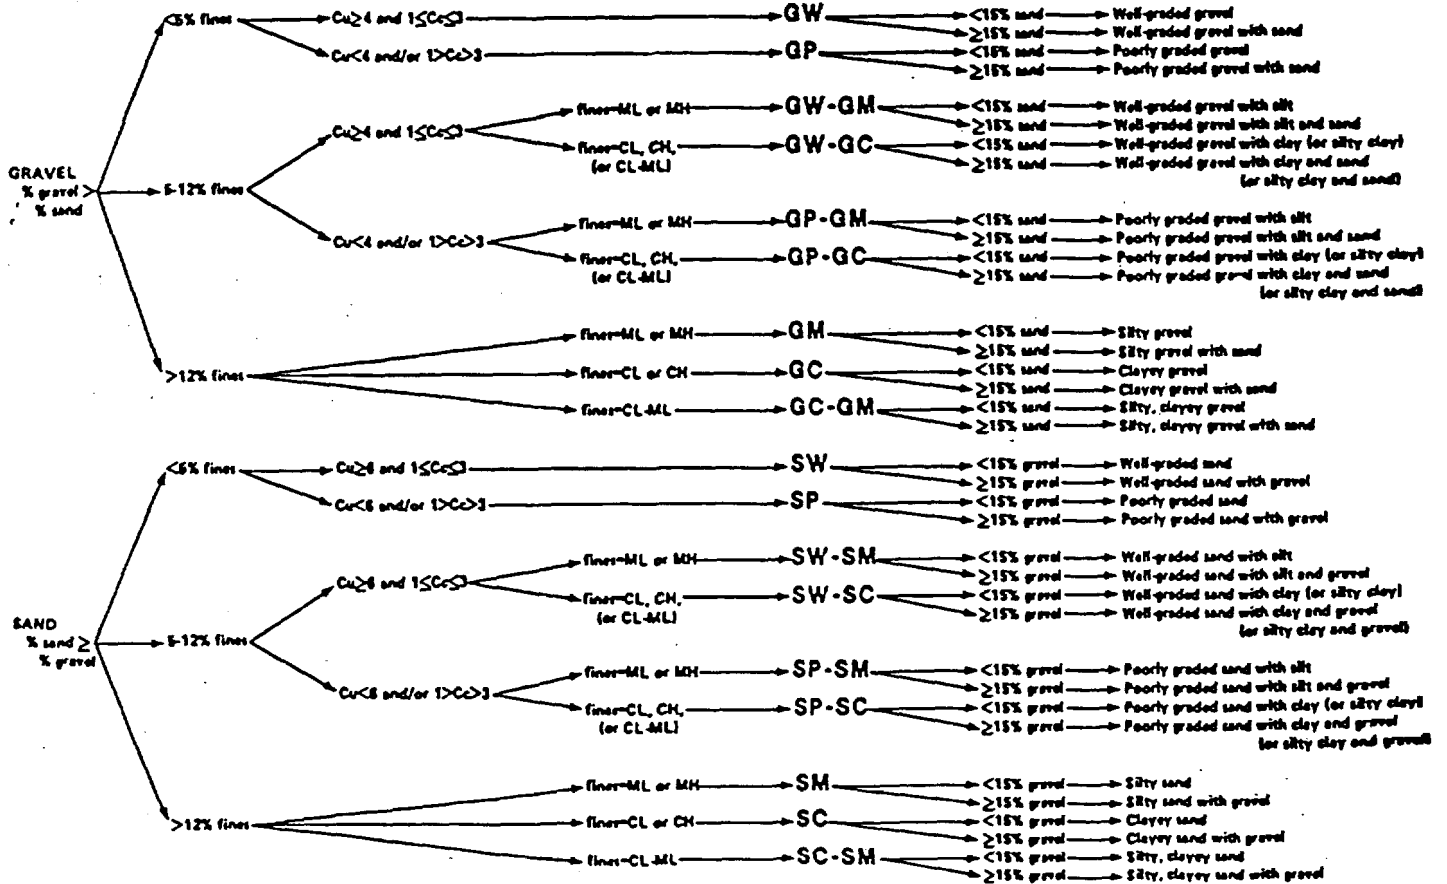 <5% fines Cu≥4 and 1≤Cc≤3 GW <15% sand Well-graded gravel
≥15% sand Well-graded gravel with sand
Cu<4 and/or 1>Cc>3 GP <15% sand Poorly graded gravel
≥15% sand Poorly graded gravel with sand
fines=ML or MH GW-GM <15% sand Well-graded gravel with silt
≥15% sand Well-graded gravel with silt and sand
Cu≥4 and 1≤Cc≤3
fines=CL, CH, GW-GC <15% sand Well-graded gravel with clay (or silty clay)
(or CL-ML) ≥15% sand Well-graded gravel with clay and sand
(or silty clay and sand)
GRAVEL
% gravel > 5-12% fines
% sand
fines=ML or MH GP-GM <15% sand Poorly graded gravel with silt
≥15% sand Poorly graded gravel with silt and sand
Cu<4 and/or 1>Cc>3
fines=CL, CH, GP-GC <15% sand Poorly graded gravel with clay (or silty clay)
(or CL-ML) ≥15% sand Poorly graded gravel with clay and sand
(or silty clay and sand)
fines=ML or MH GM <15% sand Silty gravel
≥15% sand Silty gravel with sand
>12% fines fines=CL or CH GC <15% sand Clayey gravel
≥15% sand Clayey gravel with sand
fines=CL-ML GC-GM <15% sand Silty, clayey gravel
≥15% sand Silty, clayey gravel with sand
<5% fines Cu≥6 and 1≤Cc≤3 SW <15% gravel Well-graded sand
≥15% gravel Well-graded sand with gravel
Cu<6 and/or 1>Cc>3 SP <15% gravel Poorly graded sand
≥15% gravel Poorly graded sand with gravel
fines=ML or MH SW-SM <15% gravel Well-graded sand with silt
≥15% gravel Well-graded sand with silt and gravel
Cu≥6 and 1≤Cc≤3
fines=CL, CH, SW-SC <15% gravel Well-graded sand with clay (or silty clay)
(or CL-ML) ≥15% gravel Well-graded sand with clay and gravel
(or silty clay and gravel)
SAND
% sand ≥ 5-12% fines
% gravel
fines=ML or MH SP-SM <15% gravel Poorly graded sand with silt
≥15% gravel Poorly graded sand with silt and gravel
Cu<6 and/or 1>Cc>3
fines=CL, CH, SP-SC <15% gravel Poorly graded sand with clay (or silty clay)
(or CL-ML) ≥15% gravel Poorly graded sand with clay and gravel
(or silty clay and gravel)
fines=ML or MH SM <15% gravel Silty sand
≥15% gravel Silty sand with gravel
>12% fines fines=CL or CH SC <15% gravel Clayey sand
≥15% gravel Clayey sand with gravel
fines=CL-ML SC-SM <15% gravel Silty, clayey sand
≥15% gravel Silty, clayey sand with gravel